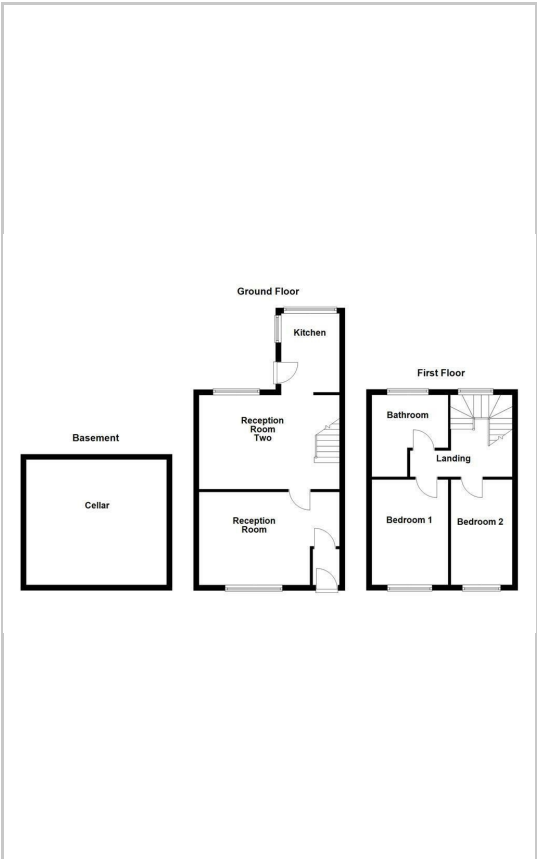 Ground Floor
Kitchen
Reception
Room
Two
Reception
Room
Basement
Cellar
First Floor
Bathroom
Landing
Bedroom 1
Bedroom 2